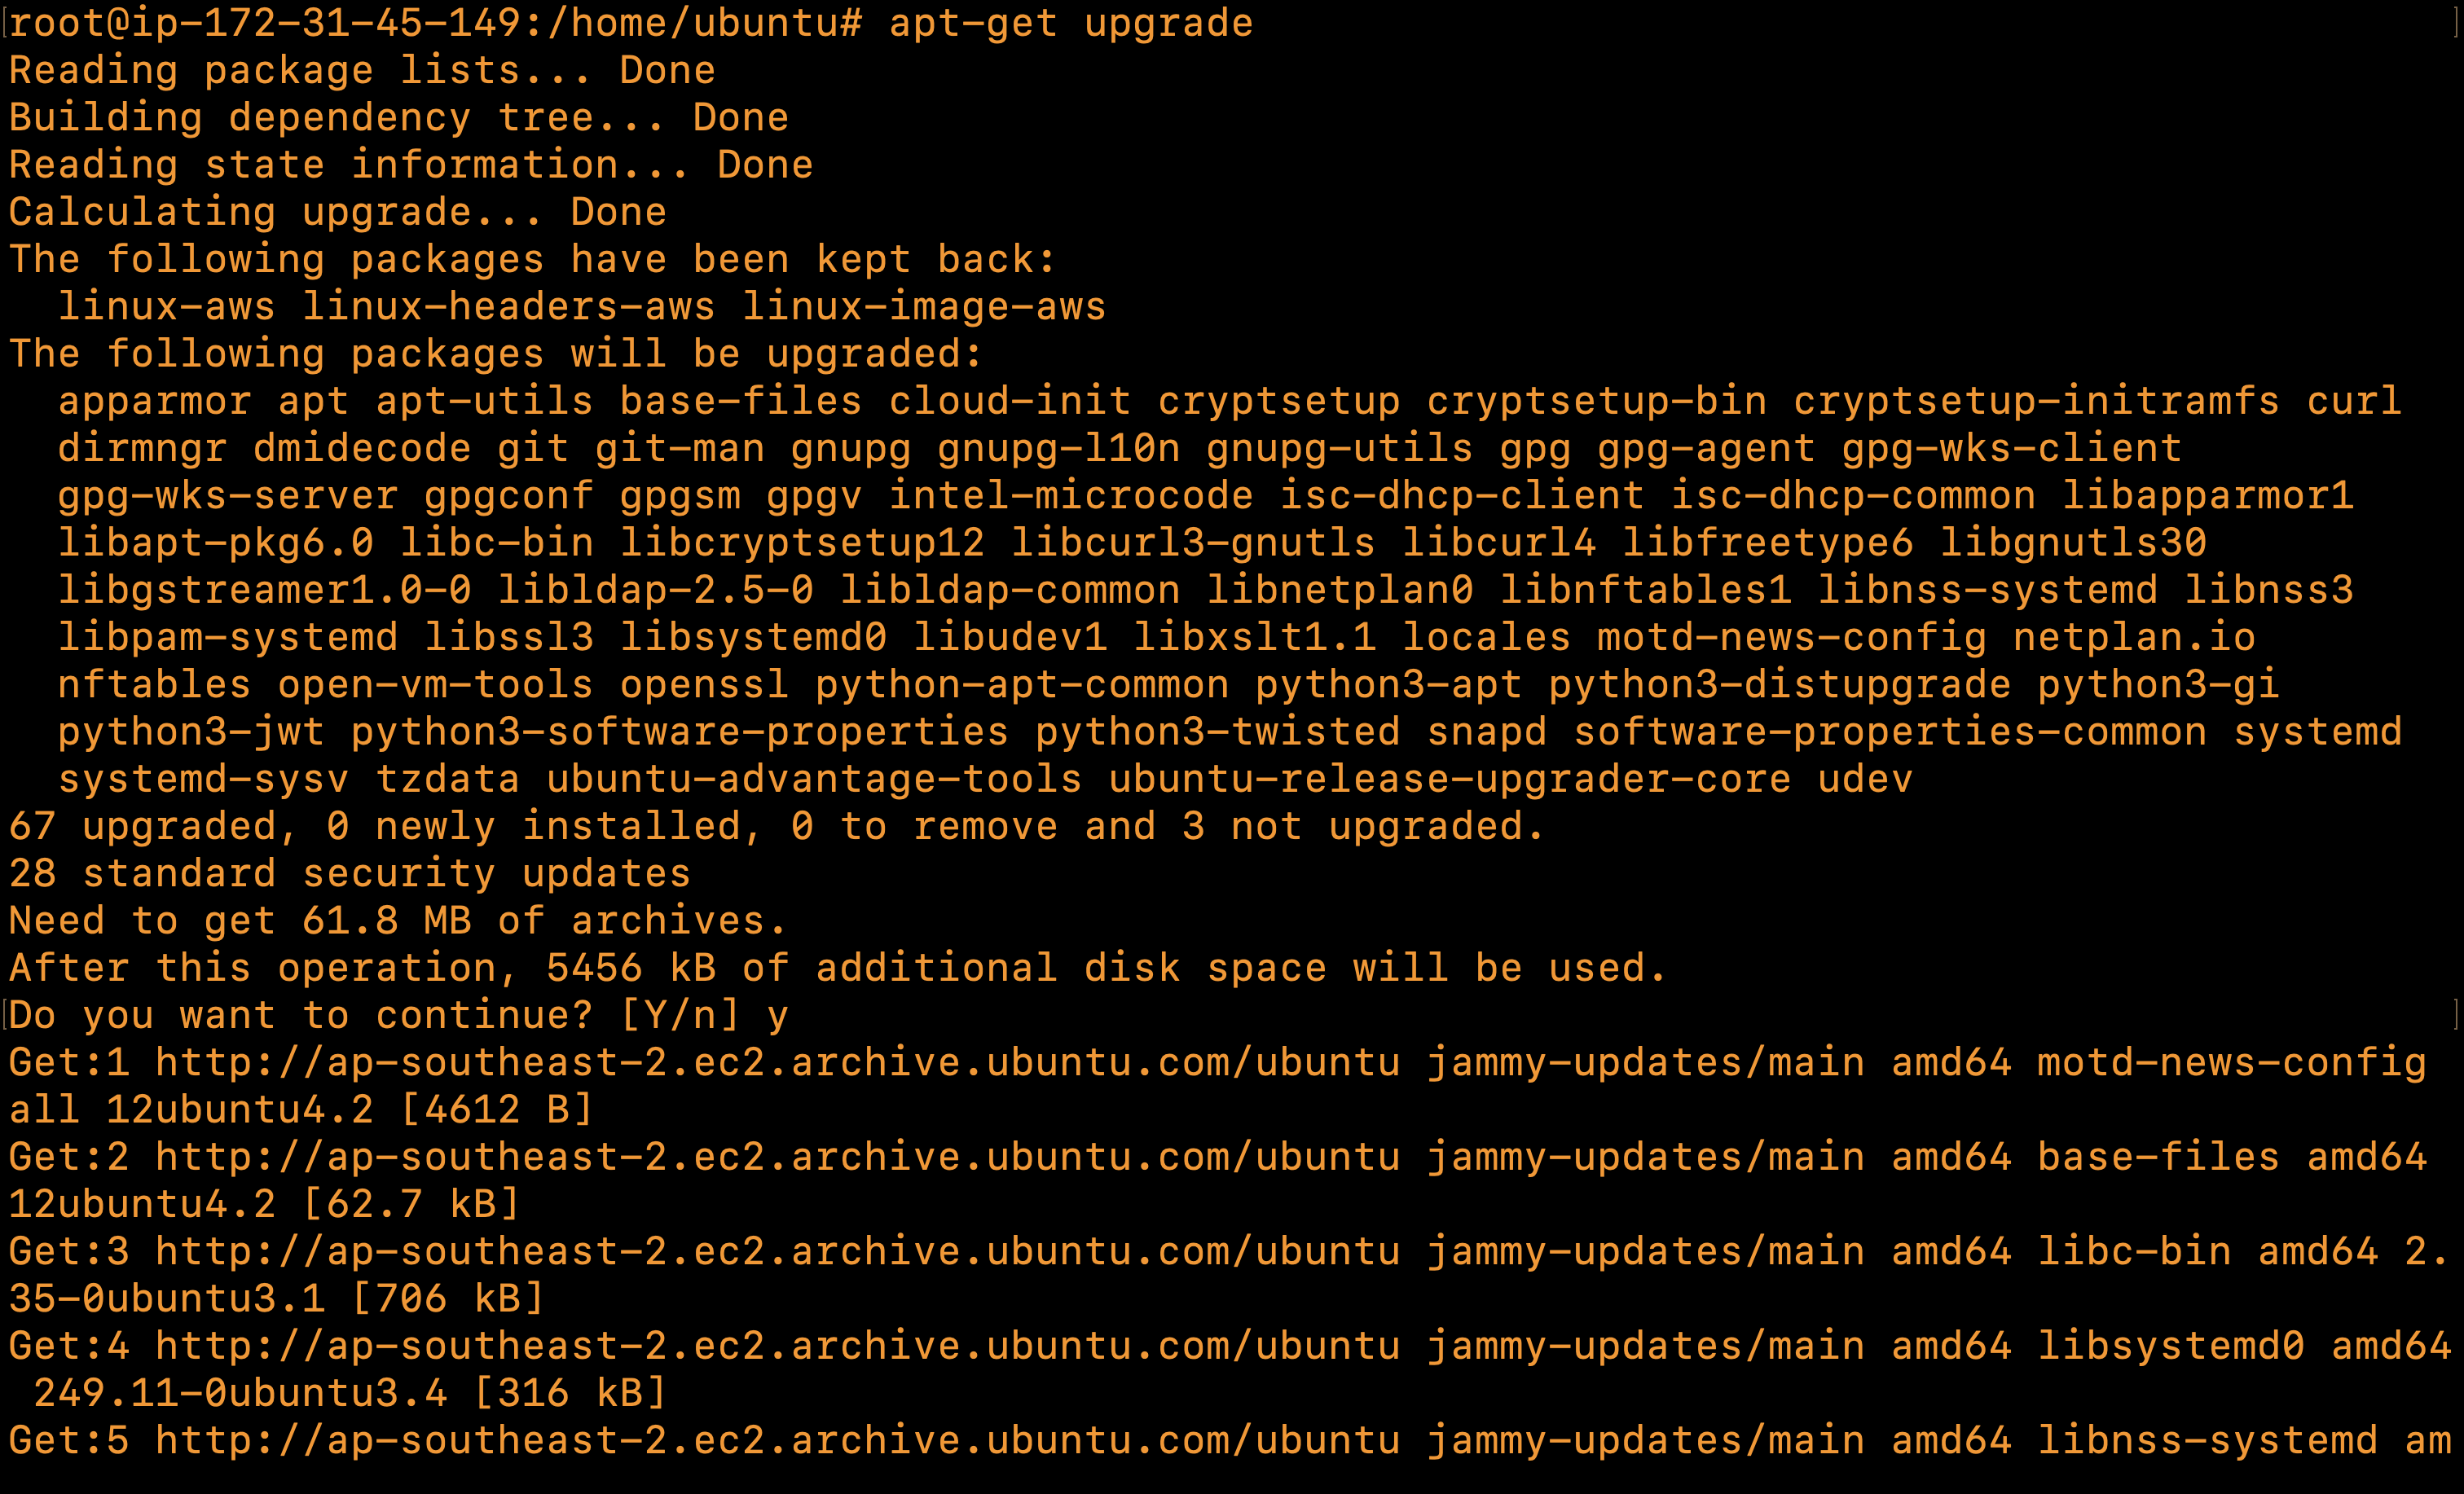 root@ip-172-31-45-149:/home/ubuntu# apt-get upgrade
Reading package lists... Done
Building dependency tree... Done
Reading state information... Done
Calculating upgrade... Done
The following packages have been kept back:
  linux-aws linux-headers-aws linux-image-aws
The following packages will be upgraded:
  apparmor apt apt-utils base-files cloud-init cryptsetup cryptsetup-bin cryptsetup-initramfs curl
  dirmngr dmidecode git git-man gnupg gnupg-l10n gnupg-utils gpg gpg-agent gpg-wks-client
  gpg-wks-server gpgconf gpgsm gpgv intel-microcode isc-dhcp-client isc-dhcp-common libapparmor1
  libapt-pkg6.0 libc-bin libcryptsetup12 libcurl3-gnutls libcurl4 libfreetype6 libgnutls30
  libgstreamer1.0-0 libldap-2.5-0 libldap-common libnetplan0 libnftables1 libnss-systemd libnss3
  libpam-systemd libssl3 libsystemd0 libudev1 libxslt1.1 locales motd-news-config netplan.io
  nftables open-vm-tools openssl python-apt-common python3-apt python3-distupgrade python3-gi
  python3-jwt python3-software-properties python3-twisted snapd software-properties-common systemd
  systemd-sysv tzdata ubuntu-advantage-tools ubuntu-release-upgrader-core udev
67 upgraded, 0 newly installed, 0 to remove and 3 not upgraded.
28 standard security updates
Need to get 61.8 MB of archives.
After this operation, 5456 kB of additional disk space will be used.
Do you want to continue? [Y/n] y
Get:1 http://ap-southeast-2.ec2.archive.ubuntu.com/ubuntu jammy-updates/main amd64 motd-news-config
all 12ubuntu4.2 [4612 B]
Get:2 http://ap-southeast-2.ec2.archive.ubuntu.com/ubuntu jammy-updates/main amd64 base-files amd64
12ubuntu4.2 [62.7 kB]
Get:3 http://ap-southeast-2.ec2.archive.ubuntu.com/ubuntu jammy-updates/main amd64 libc-bin amd64 2.
35-0ubuntu3.1 [706 kB]
Get:4 http://ap-southeast-2.ec2.archive.ubuntu.com/ubuntu jammy-updates/main amd64 libsystemd0 amd64
 249.11-0ubuntu3.4 [316 kB]
Get:5 http://ap-southeast-2.ec2.archive.ubuntu.com/ubuntu jammy-updates/main amd64 libnss-systemd am